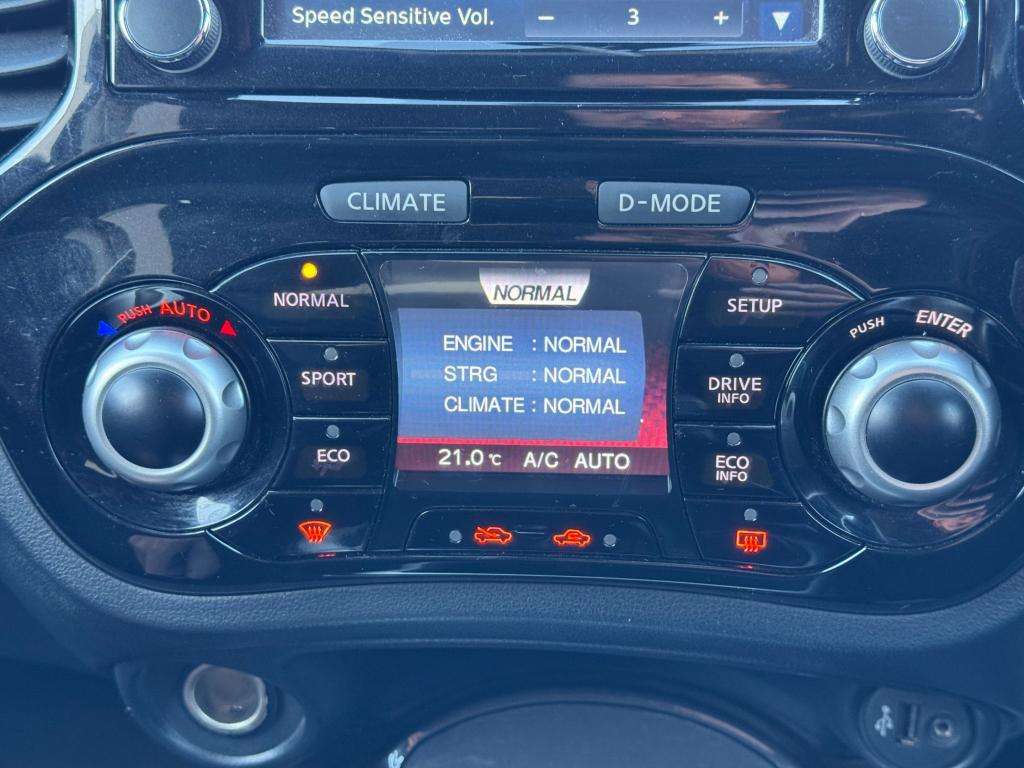 Speed Sensitive Vol. − 3 +
CLIMATE
D-MODE
NORMAL
NORMAL
SETUP
PUSH AUTO
PUSH ENTER
ENGINE : NORMAL
STRG : NORMAL
CLIMATE : NORMAL
SPORT
DRIVE
INFO
ECO
ECO
INFO
21.0 °C A/C AUTO